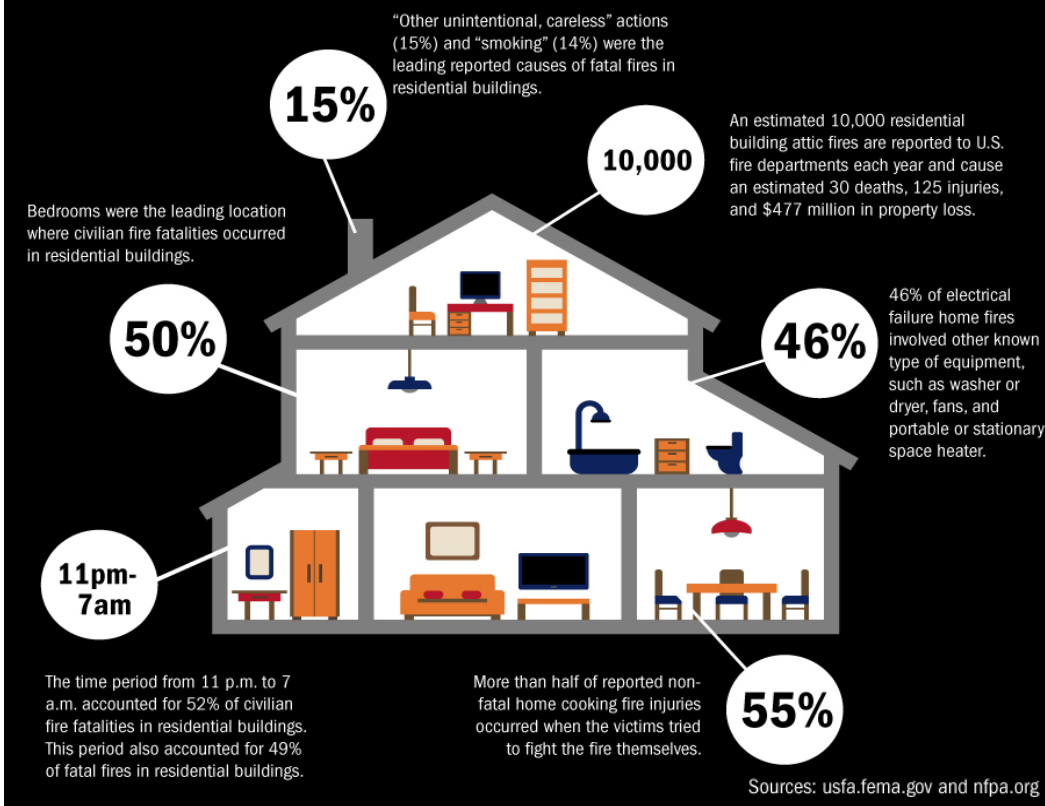 “Other unintentional, careless” actions
(15%) and “smoking” (14%) were the
leading reported causes of fatal fires in
residential buildings.
15%
10,000
An estimated 10,000 residential
building attic fires are reported to U.S.
fire departments each year and cause
an estimated 30 deaths, 125 injuries,
and $477 million in property loss.
Bedrooms were the leading location
where civilian fire fatalities occurred
in residential buildings.
50%
46%
46% of electrical
failure home fires
involved other known
type of equipment,
such as washer or
dryer, fans, and
portable or stationary
space heater.
11pm-
7am
The time period from 11 p.m. to 7
a.m. accounted for 52% of civilian
fire fatalities in residential buildings.
This period also accounted for 49%
of fatal fires in residential buildings.
More than half of reported non-
fatal home cooking fire injuries
occurred when the victims tried
to fight the fire themselves.
55%
Sources: usfa.fema.gov and nfpa.org